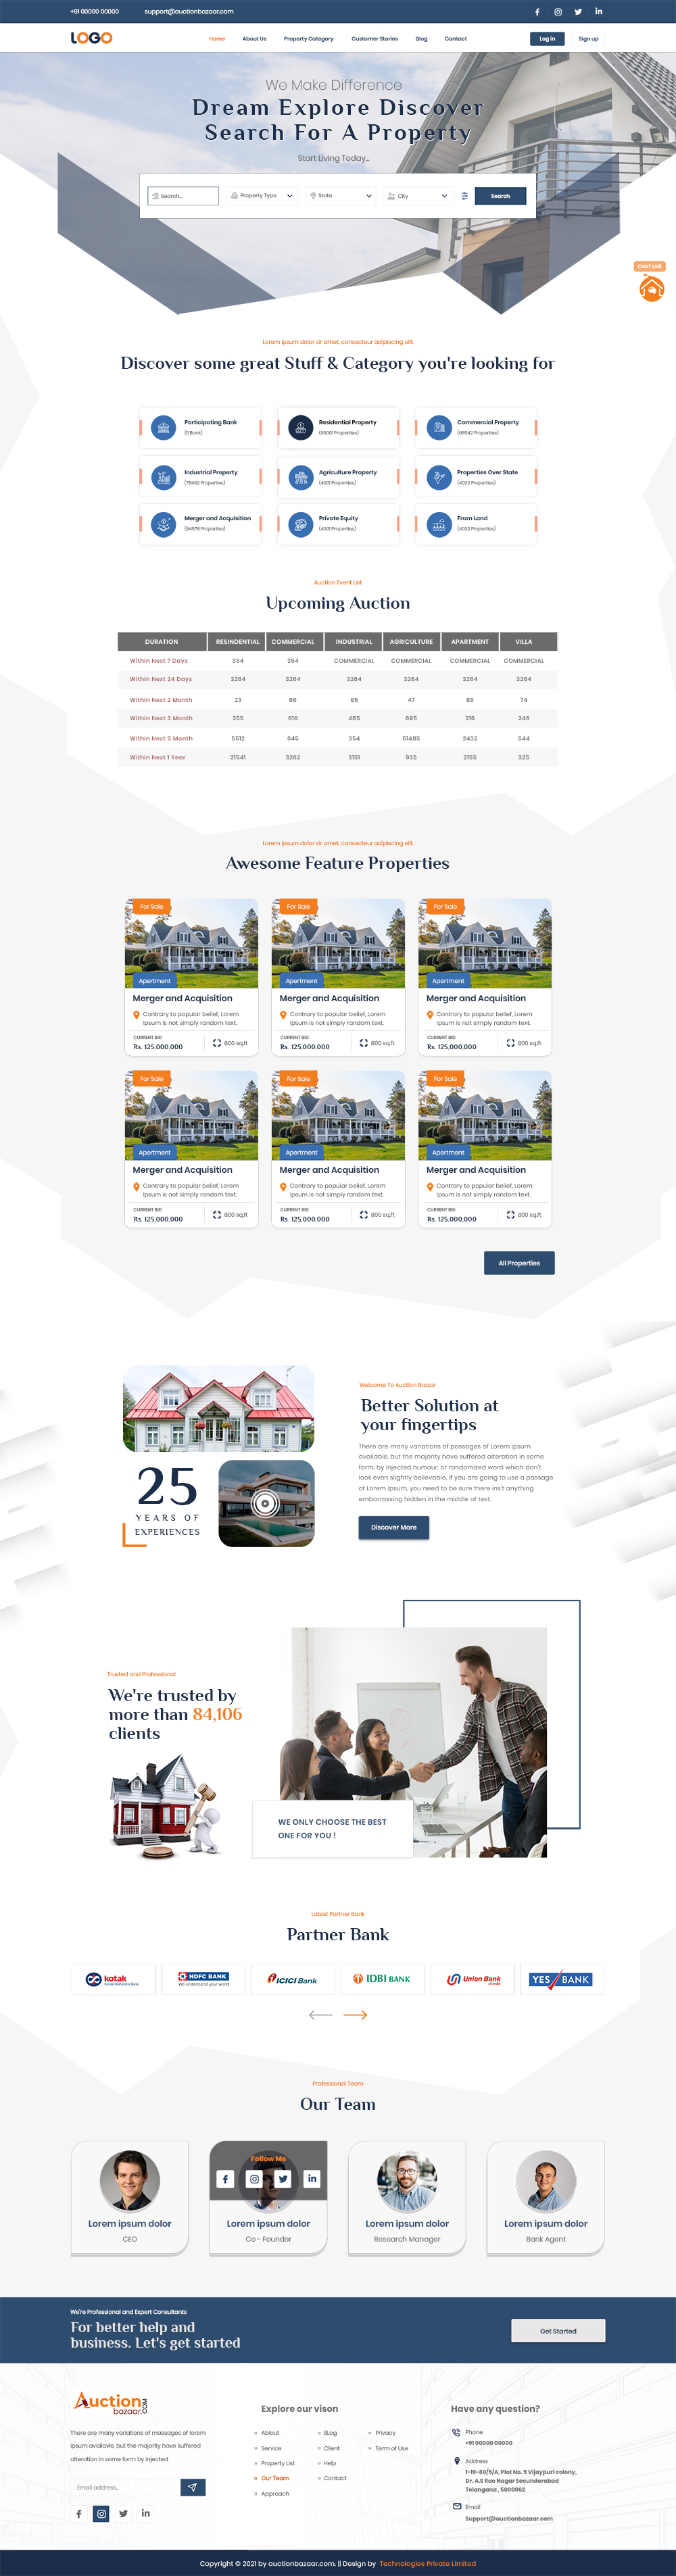 +91 00000 00000 support@auctionbazaar.com
LOGO Home About Us Property Category Customer Stories Blog Contact Log in Sign up
We Make Difference
Dream Explore Discover
Search For A Property
Start Living Today...
Search... Property Type State City Search
CHAT LIVE
Lorem ipsum dolor sir amet, consecteur adipiscing elit.
Discover some great Stuff & Category you're looking for
Participating Bank
(11 Bank)
Residential Property
(95001 Properties)
Commercial Property
(98542 Properties)
Industrial Property
(78462 Properties)
Agriculture Property
(4001 Properties)
Properties Over State
(4002 Properties)
Merger and Acquisition
(84578 Properties)
Private Equity
(4001 Properties)
Fram Land
(4002 Properties)
Auction Event List
Upcoming Auction
DURATION RESINDENTIAL COMMERCIAL INDUSTRIAL AGRICULTURE APARTMENT VILLA
Within Next 7 Days 354 354 COMMERCIAL COMMERCIAL COMMERCIAL COMMERCIAL
Within Next 24 Days 3264 3264 3264 3264 3264 3264
Within Next 2 Month 23 66 85 47 85 74
Within Next 3 Month 355 616 485 695 316 246
Within Next 5 Month 5512 645 354 51485 2432 544
Within Next 1 Year 21541 3262 3151 935 2155 325
Lorem ipsum dolor sir amet, consecteur adipiscing elit.
Awesome Feature Properties
For Sale For Sale For Sale
Apertment Apertment Apertment
Merger and Acquisition Merger and Acquisition Merger and Acquisition
Contrary to popular belief, Lorem Contrary to popular belief, Lorem Contrary to popular belief, Lorem
Ipsum is not simply random text. Ipsum is not simply random text. Ipsum is not simply random text.
CURRENT BID CURRENT BID CURRENT BID
Rs. 125,000,000 800 sq.ft Rs. 125,000,000 800 sq.ft Rs. 125,000,000 800 sq.ft
For Sale For Sale For Sale
Apertment Apertment Apertment
Merger and Acquisition Merger and Acquisition Merger and Acquisition
Contrary to popular belief, Lorem Contrary to popular belief, Lorem Contrary to popular belief, Lorem
Ipsum is not simply random text. Ipsum is not simply random text. Ipsum is not simply random text.
CURRENT BID CURRENT BID CURRENT BID
Rs. 125,000,000 800 sq.ft Rs. 125,000,000 800 sq.ft Rs. 125,000,000 800 sq.ft
All Properties
25
YEARS OF
EXPERIENCES
Welcome To Auction Bazaar
Better Solution at
your fingertips
There are many variations of passages of Lorem Ipsum
available, but the majority have suffered alteration in some
form, by injected humour, or randomized word which don't
look even slightly believable. If you are going to use a passage
of Lorem Ipsum, you need to be sure there isn't anything
embarrassing hidden in the middle of text.
Discover More
Trusted and Professional
We're trusted by
more than 84,106
clients
WE ONLY CHOOSE THE BEST
ONE FOR YOU !
Latest Partner Bank
Partner Bank
kotak
Kotak Mahindra Bank
HDFC BANK
We understand your world
ICICI Bank
IDBI BANK
Union Bank
of India
YES BANK
Professional Team
Our Team
Follow Me
Lorem ipsum dolor Lorem ipsum dolor Lorem ipsum dolor Lorem ipsum dolor
CEO Co - Founder Research Manager Bank Agent
We're Professional and Expert Consultants
For better help and
business. Let's get started
Get Started
Auction
bazaar.COM
There are many variations of massages of lorem
ipsum availavle, but the majority have suffered
alteration in some form by injected
Email address...
Explore our vison
» About » BLog » Privacy
» Service » Client » Term of Use
» Property List » Help
» Our Team » Contact
» Approach
Have any question?
Phone
+91 00000 00000
Address
1-19-80/5/A, Plot No. 5 Vijaypuri colony,
Dr. A.S Rao Nagar Secunderabad
Telangana , 5000062
Email
Support@auctionbazaar.com
Copyright © 2021 by auctionbazaar.com. || Design by Technologies Private Limited